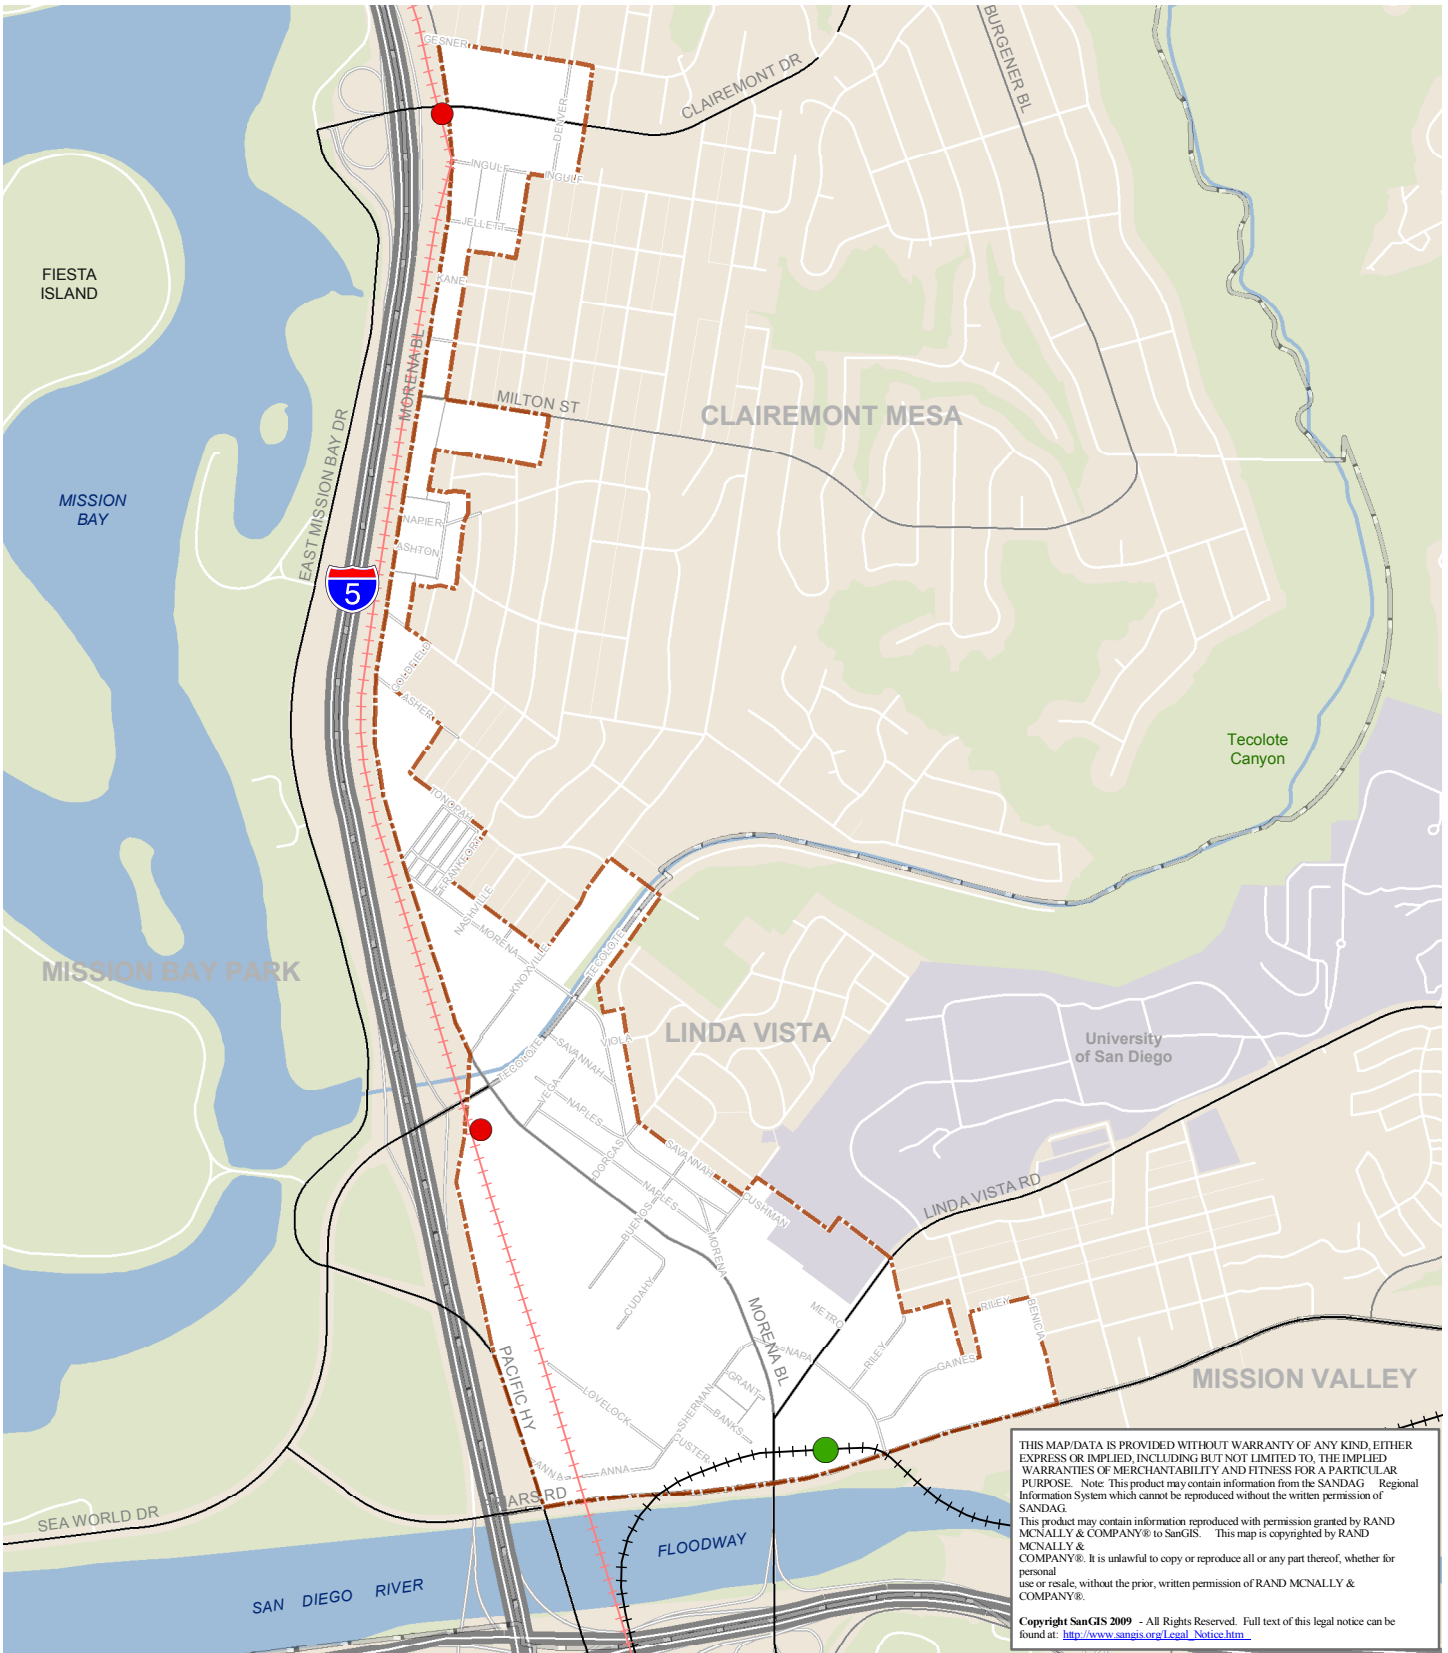 GESNER
CLAIREMONT DR
BURGENER BL
DENVER
INGULF
INGULF
JELLETT
FIESTA
ISLAND
KANE
MORENA BL
MILTON ST
CLAIREMONT MESA
EAST MISSION BAY DR
MISSION
BAY
NAPIER
ASHTON
5
GOLDFIELD
ASHER
Tecolote
Canyon
TONOPAH
FRANKFORT
NASHVILLE
MORENA
KNOXVILLE
TECOLOTE
MISSION BAY PARK
LINDA VISTA
VIOLA
University
of San Diego
TECOLOTE
SAVANNAH
VEGA
NAPLES
DORCAS
SAVANNAH
NAPLES
CUSHMAN
LINDA VISTA RD
BUENOS
MORENA
CUDAHY
METRO
RILEY
BENICIA
MORENA BL
PACIFIC HY
NAPA
RILEY
GAINES
MISSION VALLEY
LOVELOCK
GRANT
SHERMAN
BANKS
CUSTER
ANNA
ANNA
FRIARS RD
SEA WORLD DR
FLOODWAY
SAN DIEGO RIVER
THIS MAP/DATA IS PROVIDED WITHOUT WARRANTY OF ANY KIND, EITHER
EXPRESS OR IMPLIED, INCLUDING BUT NOT LIMITED TO, THE IMPLIED
WARRANTIES OF MERCHANTABILITY AND FITNESS FOR A PARTICULAR
PURPOSE. Note: This product may contain information from the SANDAG Regional
Information System which cannot be reproduced without the written permission of
SANDAG.
This product may contain information reproduced with permission granted by RAND
MCNALLY & COMPANY® to SanGIS. This map is copyrighted by RAND
MCNALLY &
COMPANY®. It is unlawful to copy or reproduce all or any part thereof, whether for
personal
use or resale, without the prior, written permission of RAND MCNALLY &
COMPANY®.
Copyright SanGIS 2009 - All Rights Reserved. Full text of this legal notice can be
found at: http://www.sangis.org/Legal_Notice.htm